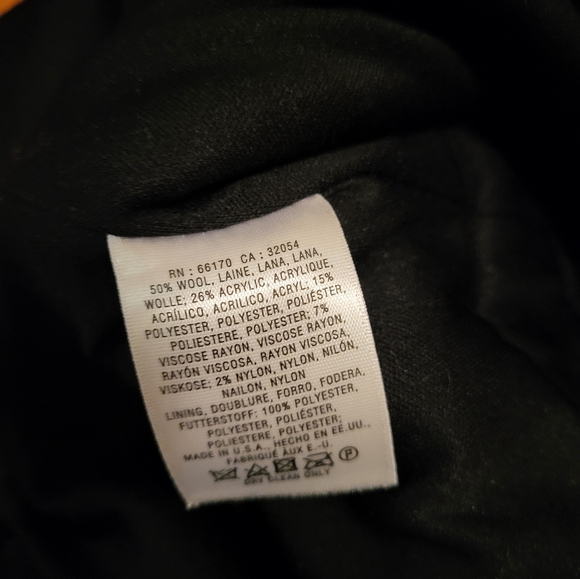 RN : 66170 CA : 32054
50% WOOL, LAINE, LANA, LANA,
WOLLE; 26% ACRYLIC, ACRYLIQUE,
ACRÍLICO, ACRILICO, ACRYL; 15%
POLYESTER, POLYESTER, POLIÉSTER,
POLIESTERE, POLYESTER; 7%
VISCOSE RAYON, VISCOSE RAYON,
RAYÓN VISCOSA, RAYON VISCOSA,
VISKOSE; 2% NYLON, NYLON, NILÓN,
NAILON, NYLON
LINING, DOUBLURE, FORRO, FODERA,
FUTTERSTOFF: 100% POLYESTER,
POLYESTER, POLIÉSTER,
POLIESTERE, POLYESTER;
MADE IN U.S.A., HECHO EN EE.UU.,
FABRIQUÉ AUX E.-U.
P
DRY CLEAN ONLY